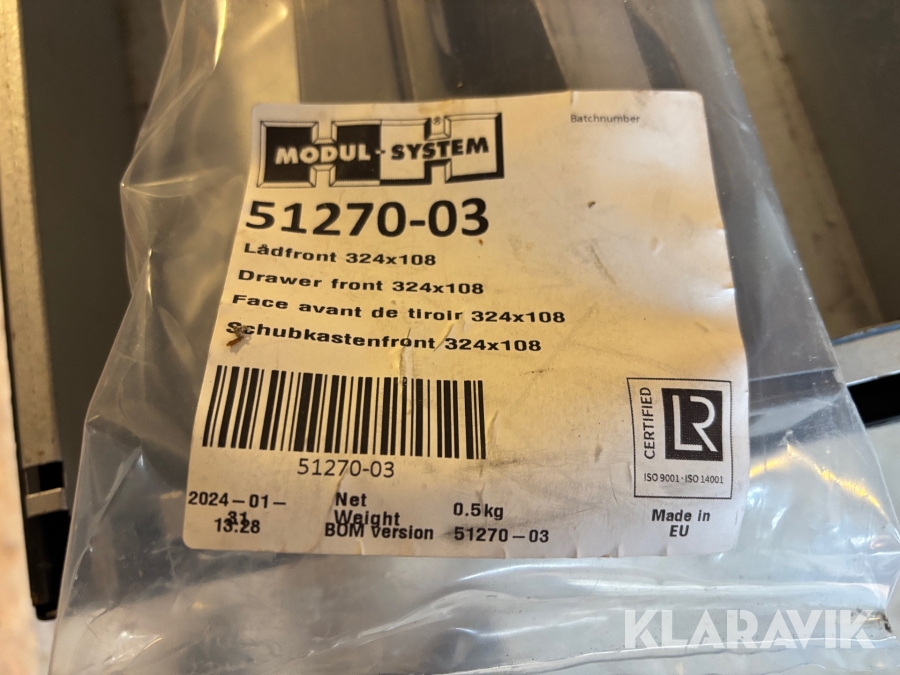 MODUL-SYSTEM ®
Batchnumber
51270-03
Lådfront 324x108
Drawer front 324x108
Face avant de tiroir 324x108
Schubkastenfront 324x108
51270-03
CERTIFIED
LR
ISO 9001 · ISO 14001
2024-01-31
13:28
Net Weight 0.5kg
BOM version 51270-03
Made in
EU
KLARAVIK